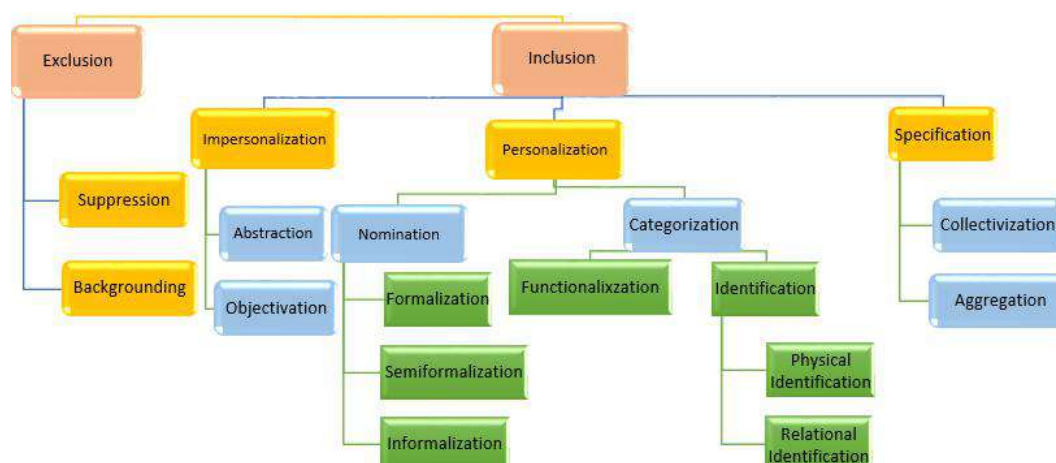 Exclusion
Inclusion
Impersonalization
Personalization
Specification
Suppression
Abstraction
Nomination
Categorization
Collectivization
Backgrounding
Objectivation
Formalization
Functionalixzation
Identification
Aggregation
Semiformalization
Physical
Identification
Informalization
Relational
Identification